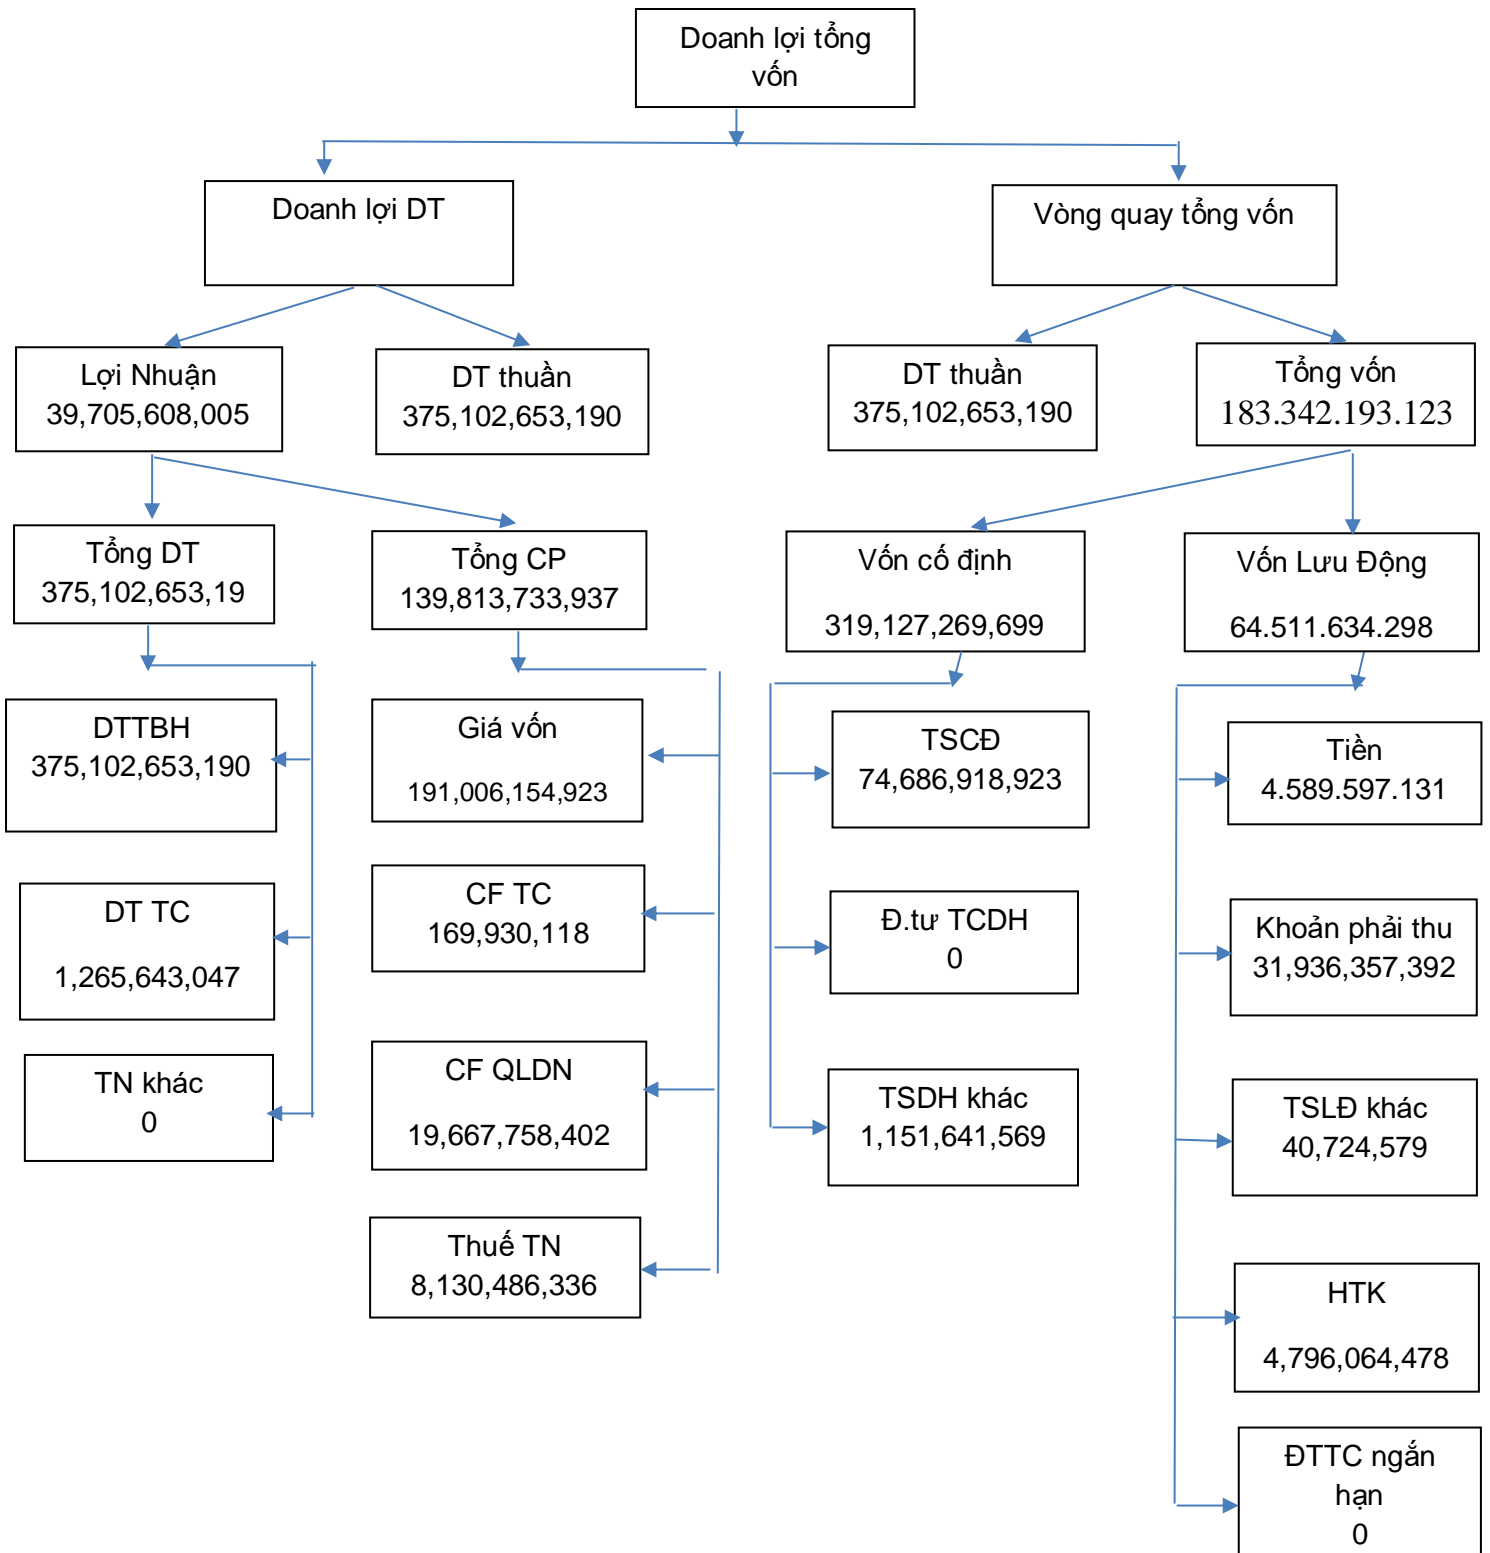 Doanh lợi tổng
vốn
Doanh lợi DT
Vòng quay tổng vốn
Lợi Nhuận
39,705,608,005
DT thuần
375,102,653,190
DT thuần
375,102,653,190
Tổng vốn
183.342.193.123
Tổng DT
375,102,653,19
Tổng CP
139,813,733,937
Vốn cố định
319,127,269,699
Vốn Lưu Động
64.511.634.298
DTTBH
375,102,653,190
Giá vốn
191,006,154,923
TSCĐ
74,686,918,923
Tiền
4.589.597.131
DT TC
1,265,643,047
CF TC
169,930,118
Đ.tư TCDH
0
Khoản phải thu
31,936,357,392
TN khác
0
CF QLDN
19,667,758,402
TSDH khác
1,151,641,569
TSLĐ khác
40,724,579
Thuế TN
8,130,486,336
HTK
4,796,064,478
ĐTTC ngắn
hạn
0